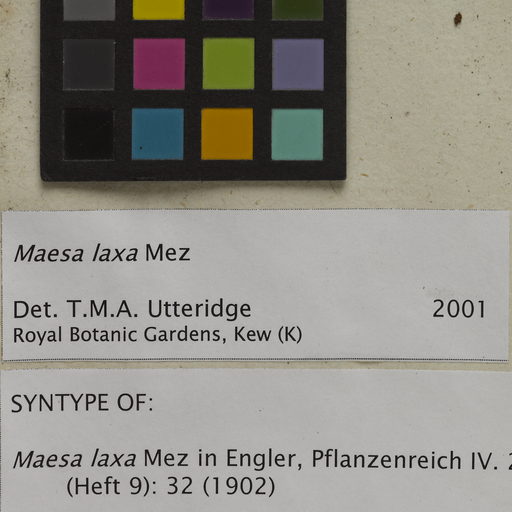 Maesa laxa Mez
Det. T.M.A. Utteridge 2001
Royal Botanic Gardens, Kew (K)
SYNTYPE OF:
Maesa laxa Mez in Engler, Pflanzenreich IV.
(Heft 9): 32 (1902)